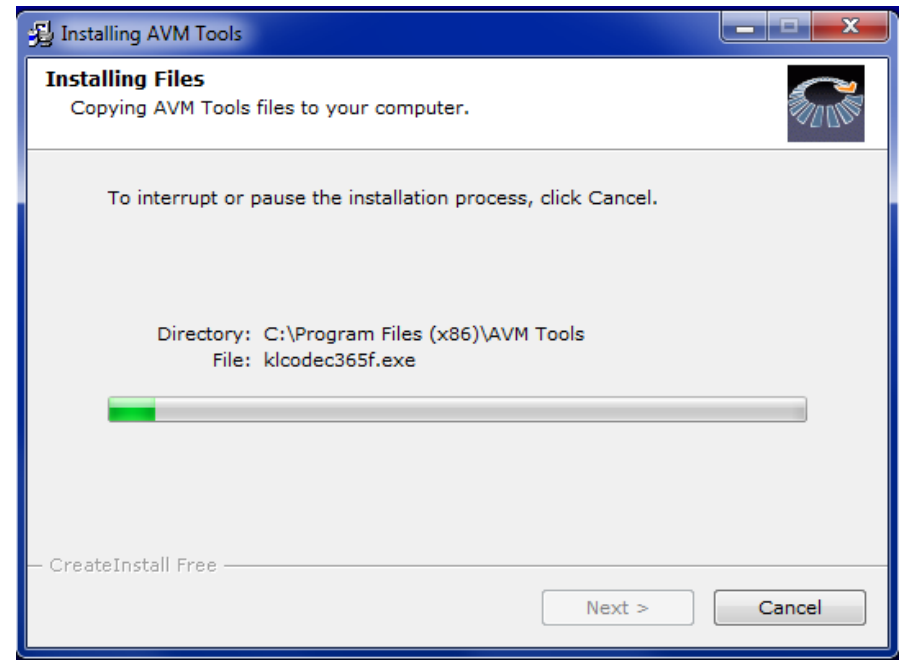 Installing AVM Tools
Installing Files
Copying AVM Tools files to your computer.
To interrupt or pause the installation process, click Cancel.
Directory: C:\Program Files (x86)\AVM Tools
File: klcodec365f.exe
CreateInstall Free
Next >
Cancel